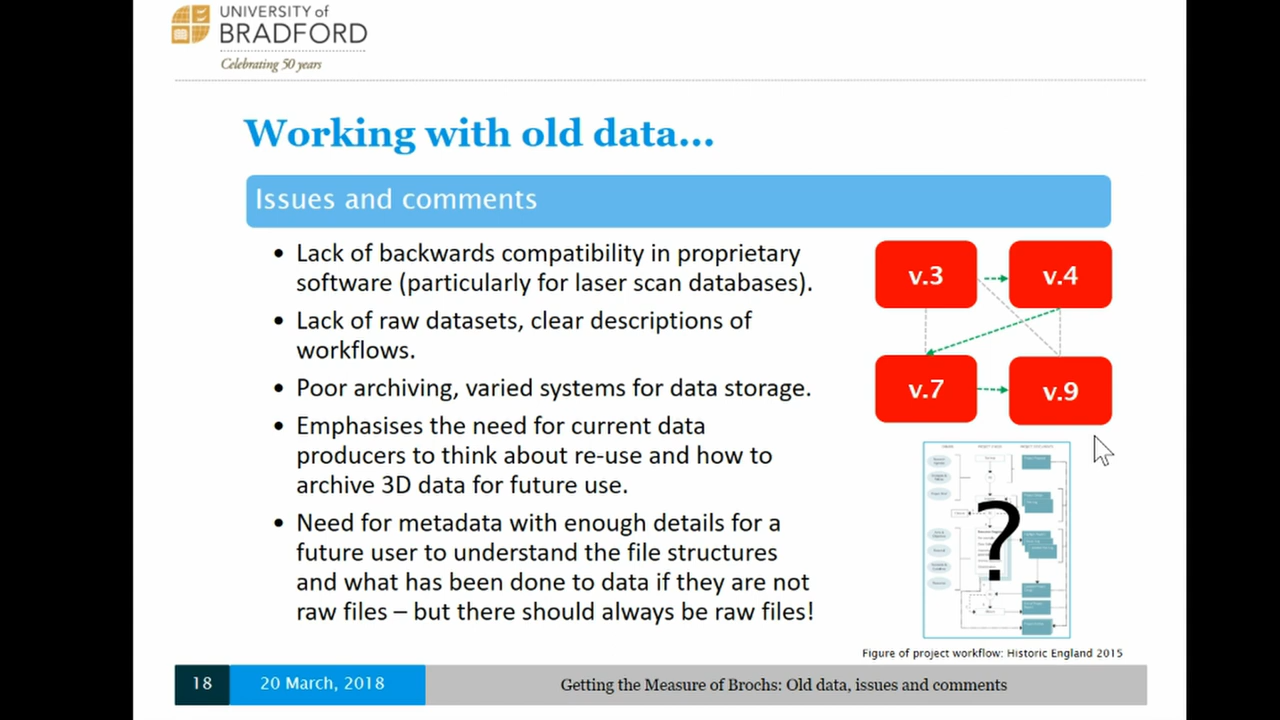 UNIVERSITY of
BRADFORD
Celebrating 50 years
Working with old data...
Issues and comments
• Lack of backwards compatibility in proprietary
software (particularly for laser scan databases).
• Lack of raw datasets, clear descriptions of
workflows.
• Poor archiving, varied systems for data storage.
• Emphasises the need for current data
producers to think about re-use and how to
archive 3D data for future use.
• Need for metadata with enough details for a
future user to understand the file structures
and what has been done to data if they are not
raw files – but there should always be raw files!
v.3
v.4
v.7
v.9
?
Figure of project workflow: Historic England 2015
18
20 March, 2018
Getting the Measure of Brochs: Old data, issues and comments